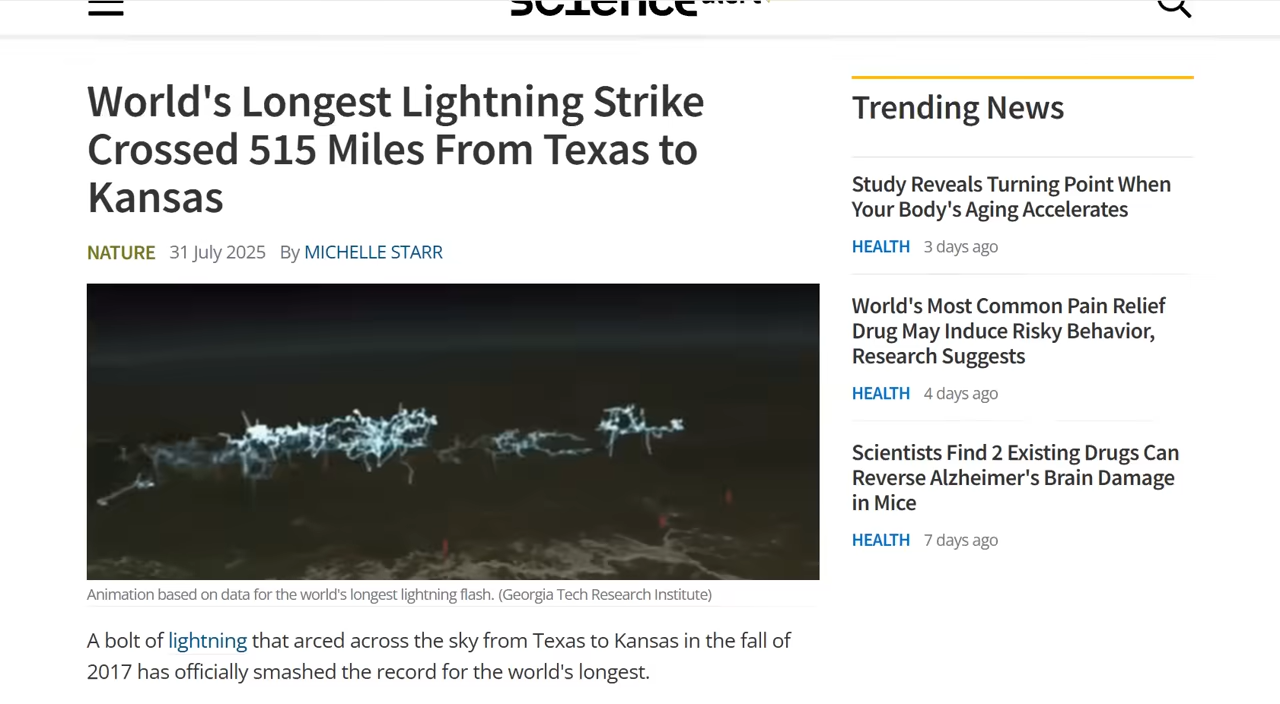 science alert
World's Longest Lightning Strike
Crossed 515 Miles From Texas to
Kansas
NATURE 31 July 2025 By MICHELLE STARR
Animation based on data for the world's longest lightning flash. (Georgia Tech Research Institute)
A bolt of lightning that arced across the sky from Texas to Kansas in the fall of
2017 has officially smashed the record for the world's longest.
Trending News
Study Reveals Turning Point When
Your Body's Aging Accelerates
HEALTH 3 days ago
World's Most Common Pain Relief
Drug May Induce Risky Behavior,
Research Suggests
HEALTH 4 days ago
Scientists Find 2 Existing Drugs Can
Reverse Alzheimer's Brain Damage
in Mice
HEALTH 7 days ago